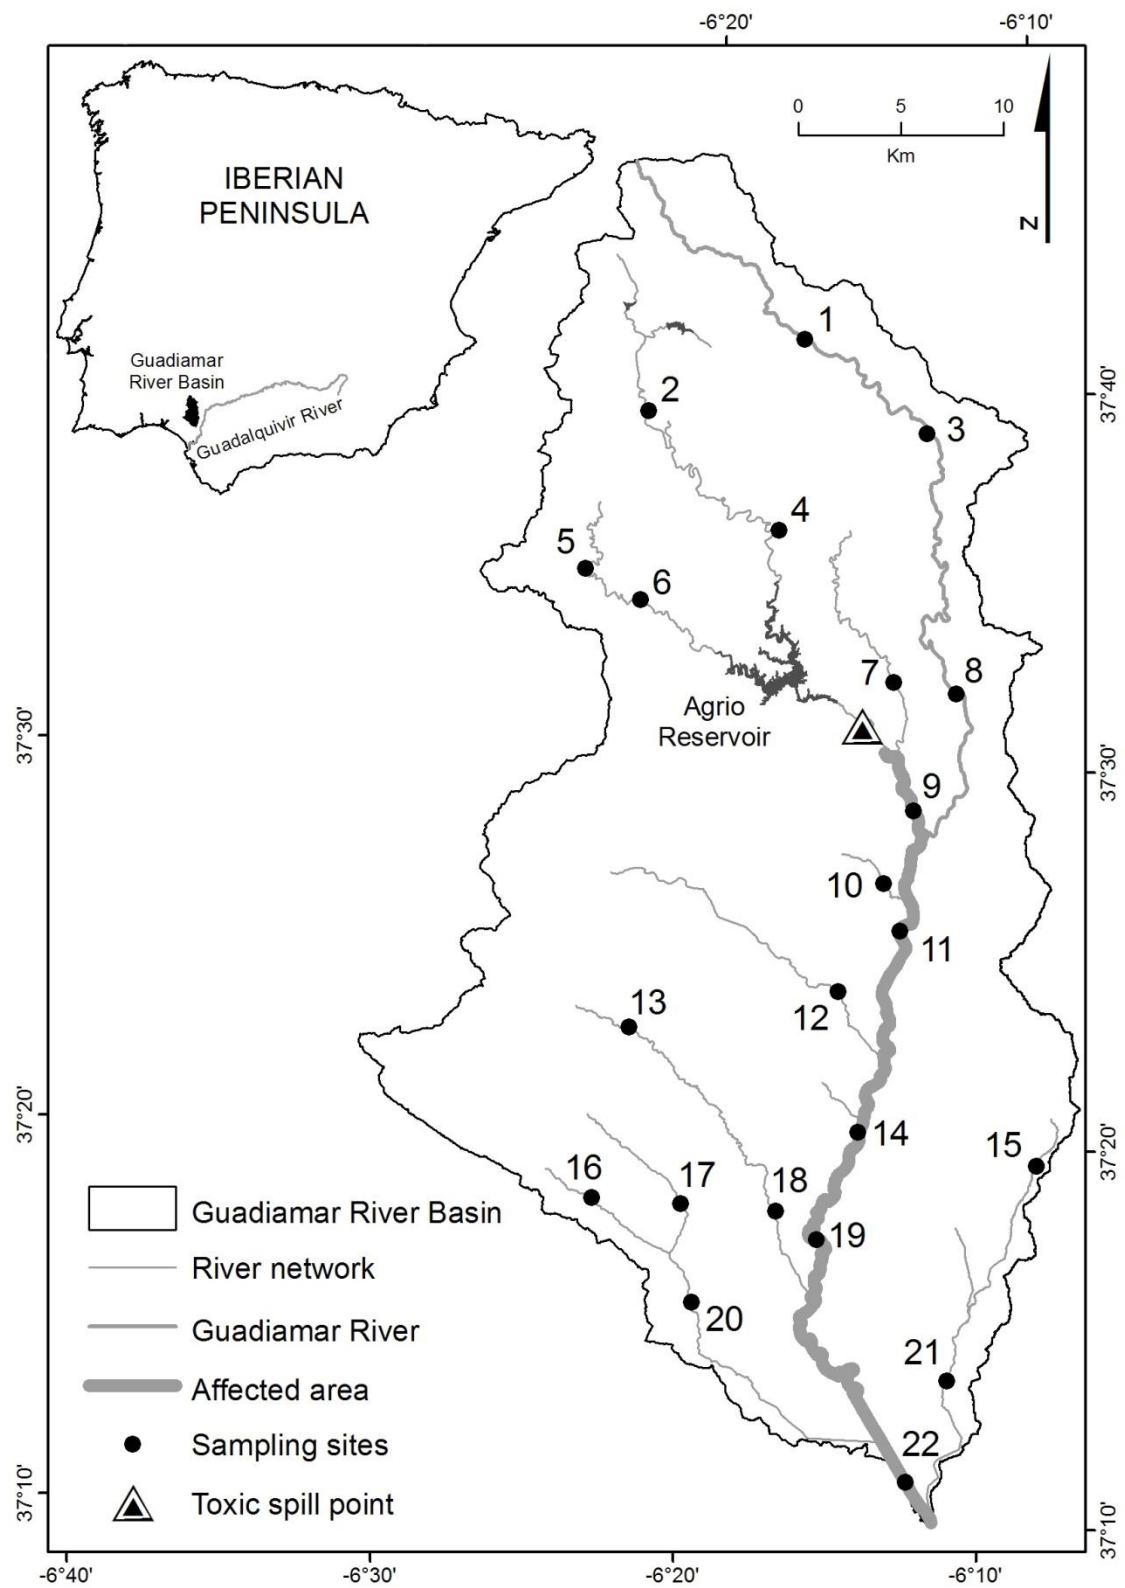 -6°20'
-6°10'
0
5
10
Km
N
IBERIAN
PENINSULA
Guadiamar
River Basin
Guadalquivir River
1
2
3
4
5
6
7
8
9
10
11
12
13
14
15
16
17
18
19
20
21
22
Agrio
Reservoir
37°40'
37°30'
37°30'
37°20'
37°20'
37°10'
37°10'
Guadiamar River Basin
River network
Guadiamar River
Affected area
Sampling sites
Toxic spill point
-6°40'
-6°30'
-6°20'
-6°10'